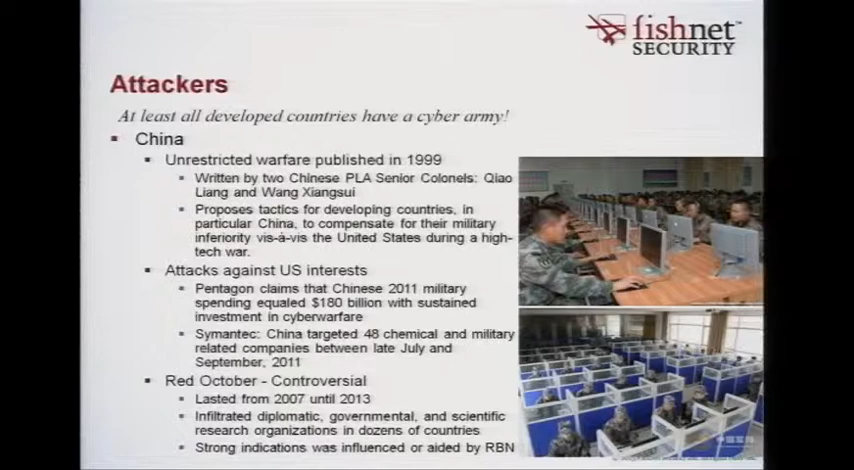 fishnet™
SECURITY
Attackers
At least all developed countries have a cyber army!
China
Unrestricted warfare published in 1999
Written by two Chinese PLA Senior Colonels: Qiao
Liang and Wang Xiangsui
Proposes tactics for developing countries, in
particular China, to compensate for their military
inferiority vis-à-vis the United States during a high-
tech war.
Attacks against US interests
Pentagon claims that Chinese 2011 military
spending equaled $180 billion with sustained
investment in cyberwarfare
Symantec: China targeted 48 chemical and military
related companies between late July and
September, 2011
Red October - Controversial
Lasted from 2007 until 2013
Infiltrated diplomatic, governmental, and scientific
research organizations in dozens of countries
Strong indications was influenced or aided by RBN